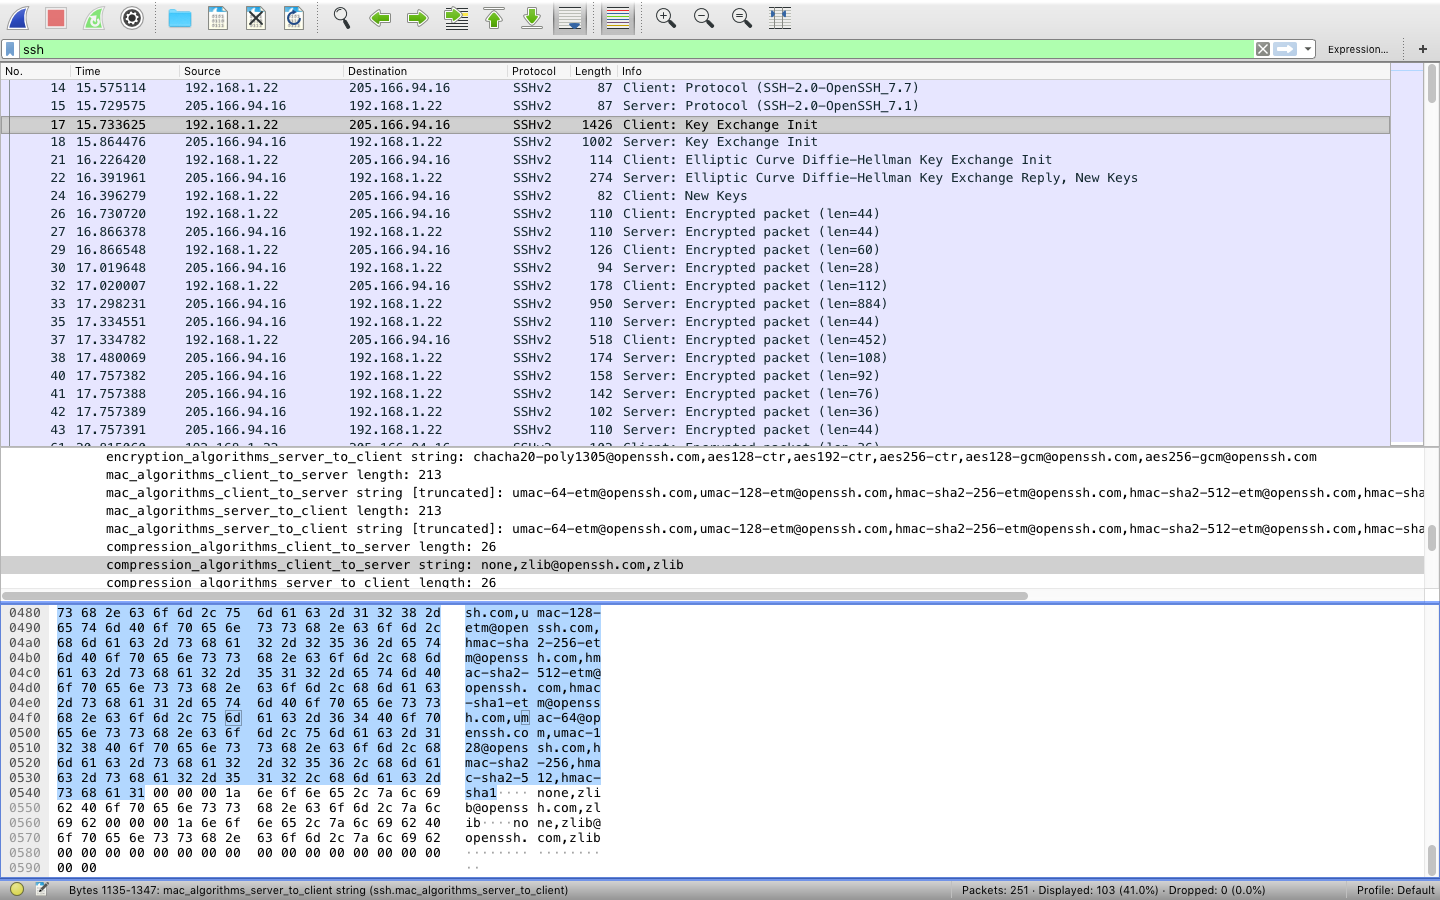 ssh
Expression... +
No. Time Source Destination Protocol Length Info
14 15.575114 192.168.1.22 205.166.94.16 SSHv2 87 Client: Protocol (SSH-2.0-OpenSSH_7.7)
15 15.729575 205.166.94.16 192.168.1.22 SSHv2 87 Server: Protocol (SSH-2.0-OpenSSH_7.1)
17 15.733625 192.168.1.22 205.166.94.16 SSHv2 1426 Client: Key Exchange Init
18 15.864476 205.166.94.16 192.168.1.22 SSHv2 1002 Server: Key Exchange Init
21 16.226420 192.168.1.22 205.166.94.16 SSHv2 114 Client: Elliptic Curve Diffie-Hellman Key Exchange Init
22 16.391961 205.166.94.16 192.168.1.22 SSHv2 274 Server: Elliptic Curve Diffie-Hellman Key Exchange Reply, New Keys
24 16.396279 192.168.1.22 205.166.94.16 SSHv2 82 Client: New Keys
26 16.730720 192.168.1.22 205.166.94.16 SSHv2 110 Client: Encrypted packet (len=44)
27 16.866378 205.166.94.16 192.168.1.22 SSHv2 110 Server: Encrypted packet (len=44)
29 16.866548 192.168.1.22 205.166.94.16 SSHv2 126 Client: Encrypted packet (len=60)
30 17.019648 205.166.94.16 192.168.1.22 SSHv2 94 Server: Encrypted packet (len=28)
32 17.020007 192.168.1.22 205.166.94.16 SSHv2 178 Client: Encrypted packet (len=112)
33 17.298231 205.166.94.16 192.168.1.22 SSHv2 950 Server: Encrypted packet (len=884)
35 17.334551 205.166.94.16 192.168.1.22 SSHv2 110 Server: Encrypted packet (len=44)
37 17.334782 192.168.1.22 205.166.94.16 SSHv2 518 Client: Encrypted packet (len=452)
38 17.480069 205.166.94.16 192.168.1.22 SSHv2 174 Server: Encrypted packet (len=108)
40 17.757382 205.166.94.16 192.168.1.22 SSHv2 158 Server: Encrypted packet (len=92)
41 17.757388 205.166.94.16 192.168.1.22 SSHv2 142 Server: Encrypted packet (len=76)
42 17.757389 205.166.94.16 192.168.1.22 SSHv2 102 Server: Encrypted packet (len=36)
43 17.757391 205.166.94.16 192.168.1.22 SSHv2 110 Server: Encrypted packet (len=44)
encryption_algorithms_server_to_client string: chacha20-poly1305@openssh.com,aes128-ctr,aes192-ctr,aes256-ctr,aes128-gcm@openssh.com,aes256-gcm@openssh.com
mac_algorithms_client_to_server length: 213
mac_algorithms_client_to_server string [truncated]: umac-64-etm@openssh.com,umac-128-etm@openssh.com,hmac-sha2-256-etm@openssh.com,hmac-sha2-512-etm@openssh.com,hmac-sha
mac_algorithms_server_to_client length: 213
mac_algorithms_server_to_client string [truncated]: umac-64-etm@openssh.com,umac-128-etm@openssh.com,hmac-sha2-256-etm@openssh.com,hmac-sha2-512-etm@openssh.com,hmac-sha
compression_algorithms_client_to_server length: 26
compression_algorithms_client_to_server string: none,zlib@openssh.com,zlib
compression_algorithms_server_to_client length: 26
0480 73 68 2e 63 6f 6d 2c 75 6d 61 63 2d 31 32 38 2d sh.com,u mac-128-
0490 65 74 6d 40 6f 70 65 6e 73 73 68 2e 63 6f 6d 2c etm@open ssh.com,
04a0 68 6d 61 63 2d 73 68 61 32 2d 32 35 36 2d 65 74 hmac-sha 2-256-et
04b0 6d 40 6f 70 65 6e 73 73 68 2e 63 6f 6d 2c 68 6d m@openss h.com,hm
04c0 61 63 2d 73 68 61 32 2d 35 31 32 2d 65 74 6d 40 ac-sha2- 512-etm@
04d0 6f 70 65 6e 73 73 68 2e 63 6f 6d 2c 68 6d 61 63 openssh. com,hmac
04e0 2d 73 68 61 31 2d 65 74 6d 40 6f 70 65 6e 73 73 -sha1-et m@openss
04f0 68 2e 63 6f 6d 2c 75 6d 61 63 2d 36 34 40 6f 70 h.com,um ac-64@op
0500 65 6e 73 73 68 2e 63 6f 6d 2c 75 6d 61 63 2d 31 enssh.co m,umac-1
0510 32 38 40 6f 70 65 6e 73 73 68 2e 63 6f 6d 2c 68 28@opens sh.com,h
0520 6d 61 63 2d 73 68 61 32 2d 32 35 36 2c 68 6d 61 mac-sha2 -256,hma
0530 63 2d 73 68 61 32 2d 35 31 32 2c 68 6d 61 63 2d c-sha2-5 12,hmac-
0540 73 68 61 31 00 00 00 1a 6e 6f 6e 65 2c 7a 6c 69 sha1···· none,zli
0550 62 40 6f 70 65 6e 73 73 68 2e 63 6f 6d 2c 7a 6c b@openss h.com,zl
0560 69 62 00 00 00 1a 6e 6f 6e 65 2c 7a 6c 69 62 40 ib····no ne,zlib@
0570 6f 70 65 6e 73 73 68 2e 63 6f 6d 2c 7a 6c 69 62 openssh. com,zlib
0580 00 00 00 00 00 00 00 00 00 00 00 00 00 00 00 00 ········ ········
0590 00 00 ··
Bytes 1135-1347: mac_algorithms_server_to_client string (ssh.mac_algorithms_server_to_client) Packets: 251 · Displayed: 103 (41.0%) · Dropped: 0 (0.0%) Profile: Default